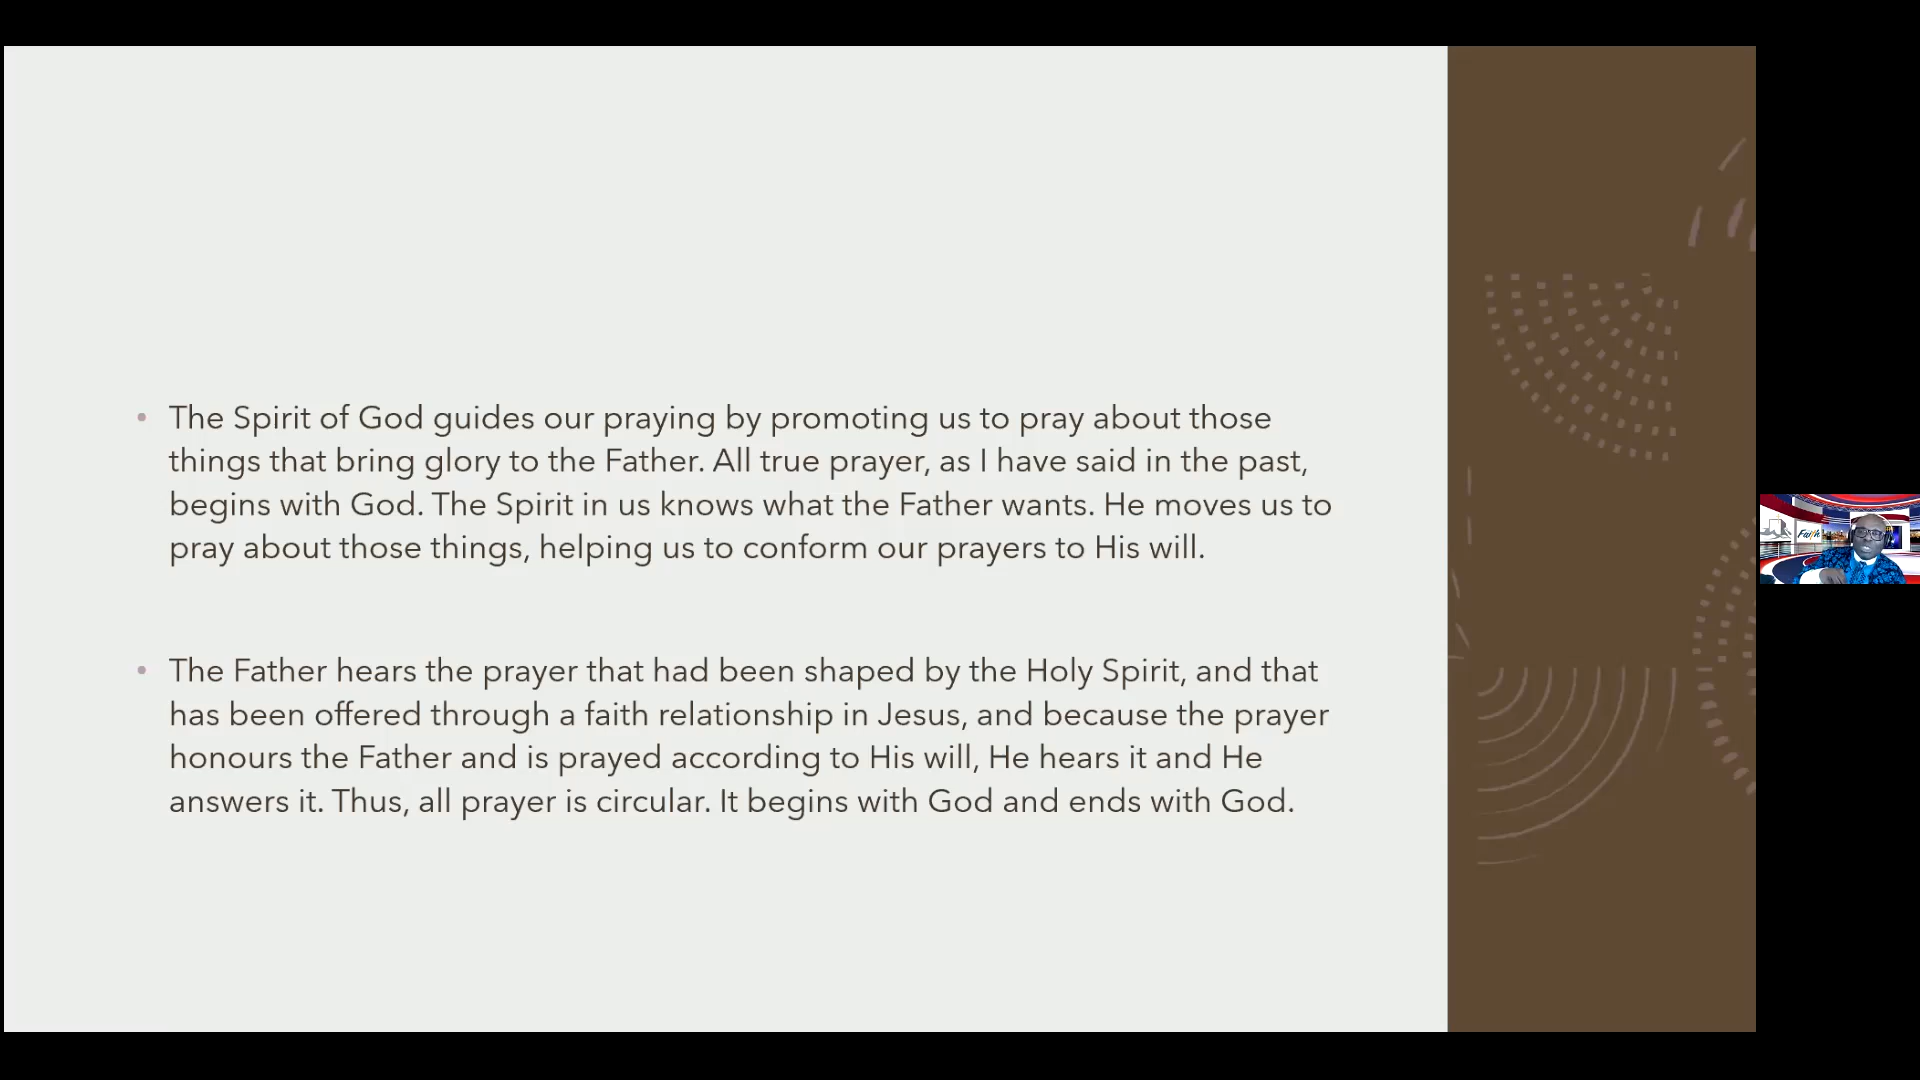 • The Spirit of God guides our praying by promoting us to pray about those
things that bring glory to the Father. All true prayer, as I have said in the past,
begins with God. The Spirit in us knows what the Father wants. He moves us to
pray about those things, helping us to conform our prayers to His will.
• The Father hears the prayer that had been shaped by the Holy Spirit, and that
has been offered through a faith relationship in Jesus, and because the prayer
honours the Father and is prayed according to His will, He hears it and He
answers it. Thus, all prayer is circular. It begins with God and ends with God.
Faith